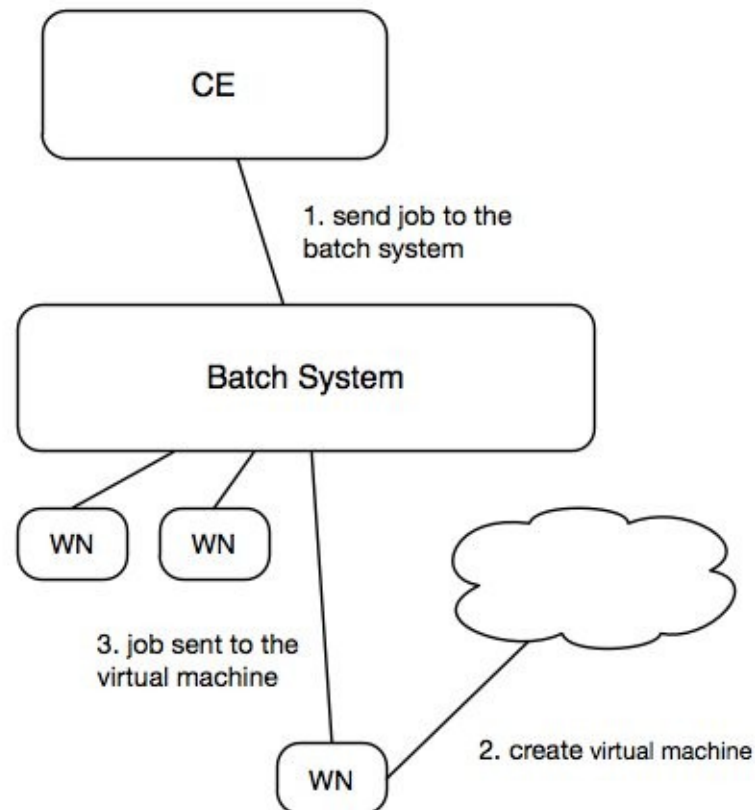 CE
1. send job to the
batch system
Batch System
WN
WN
3. job sent to the
virtual machine
2. create virtual machine
WN